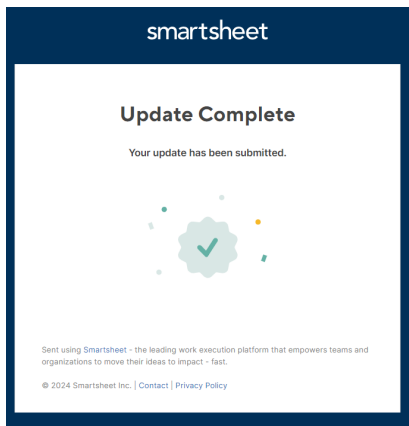 smartsheet
Update Complete
Your update has been submitted.
Sent using Smartsheet - the leading work execution platform that empowers teams and
organizations to move their ideas to impact - fast.
© 2024 Smartsheet Inc. | Contact | Privacy Policy